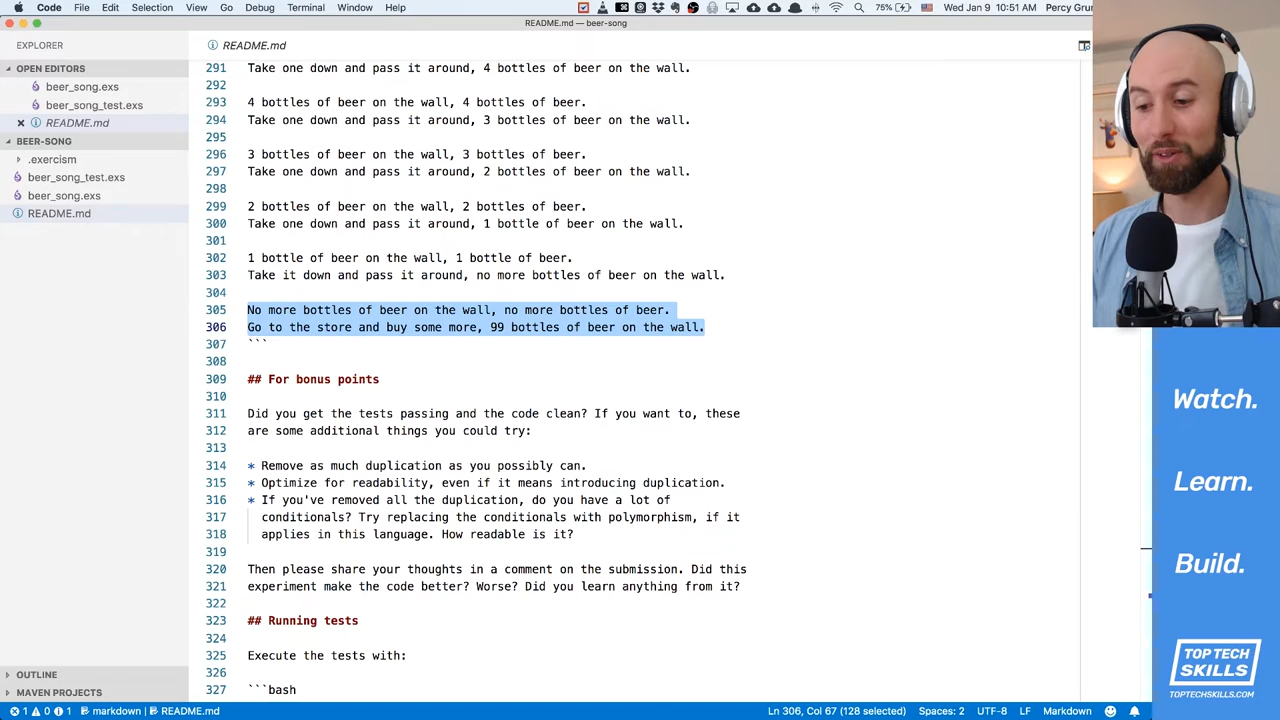 Code File Edit Selection View Go Debug Terminal Window Help 75% Wed Jan 9 10:51 AM Percy Gru
README.md — beer-song
EXPLORER
OPEN EDITORS
beer_song.exs
beer_song_test.exs
× README.md
BEER-SONG
.exercism
beer_song_test.exs
beer_song.exs
README.md
OUTLINE
MAVEN PROJECTS
README.md
291 Take one down and pass it around, 4 bottles of beer on the wall.
292
293 4 bottles of beer on the wall, 4 bottles of beer.
294 Take one down and pass it around, 3 bottles of beer on the wall.
295
296 3 bottles of beer on the wall, 3 bottles of beer.
297 Take one down and pass it around, 2 bottles of beer on the wall.
298
299 2 bottles of beer on the wall, 2 bottles of beer.
300 Take one down and pass it around, 1 bottle of beer on the wall.
301
302 1 bottle of beer on the wall, 1 bottle of beer.
303 Take it down and pass it around, no more bottles of beer on the wall.
304
305 No more bottles of beer on the wall, no more bottles of beer.
306 Go to the store and buy some more, 99 bottles of beer on the wall.
307 ```
308
309 ## For bonus points
310
311 Did you get the tests passing and the code clean? If you want to, these
312 are some additional things you could try:
313
314 * Remove as much duplication as you possibly can.
315 * Optimize for readability, even if it means introducing duplication.
316 * If you've removed all the duplication, do you have a lot of
317 conditionals? Try replacing the conditionals with polymorphism, if it
318 applies in this language. How readable is it?
319
320 Then please share your thoughts in a comment on the submission. Did this
321 experiment make the code better? Worse? Did you learn anything from it?
322
323 ## Running tests
324
325 Execute the tests with:
326
327 ```bash
Watch.
Learn.
Build.
TOP TECH
SKILLS
TOPTECHSKILLS.COM
1 0 1 markdown README.md Ln 306, Col 67 (128 selected) Spaces: 2 UTF-8 LF Markdown